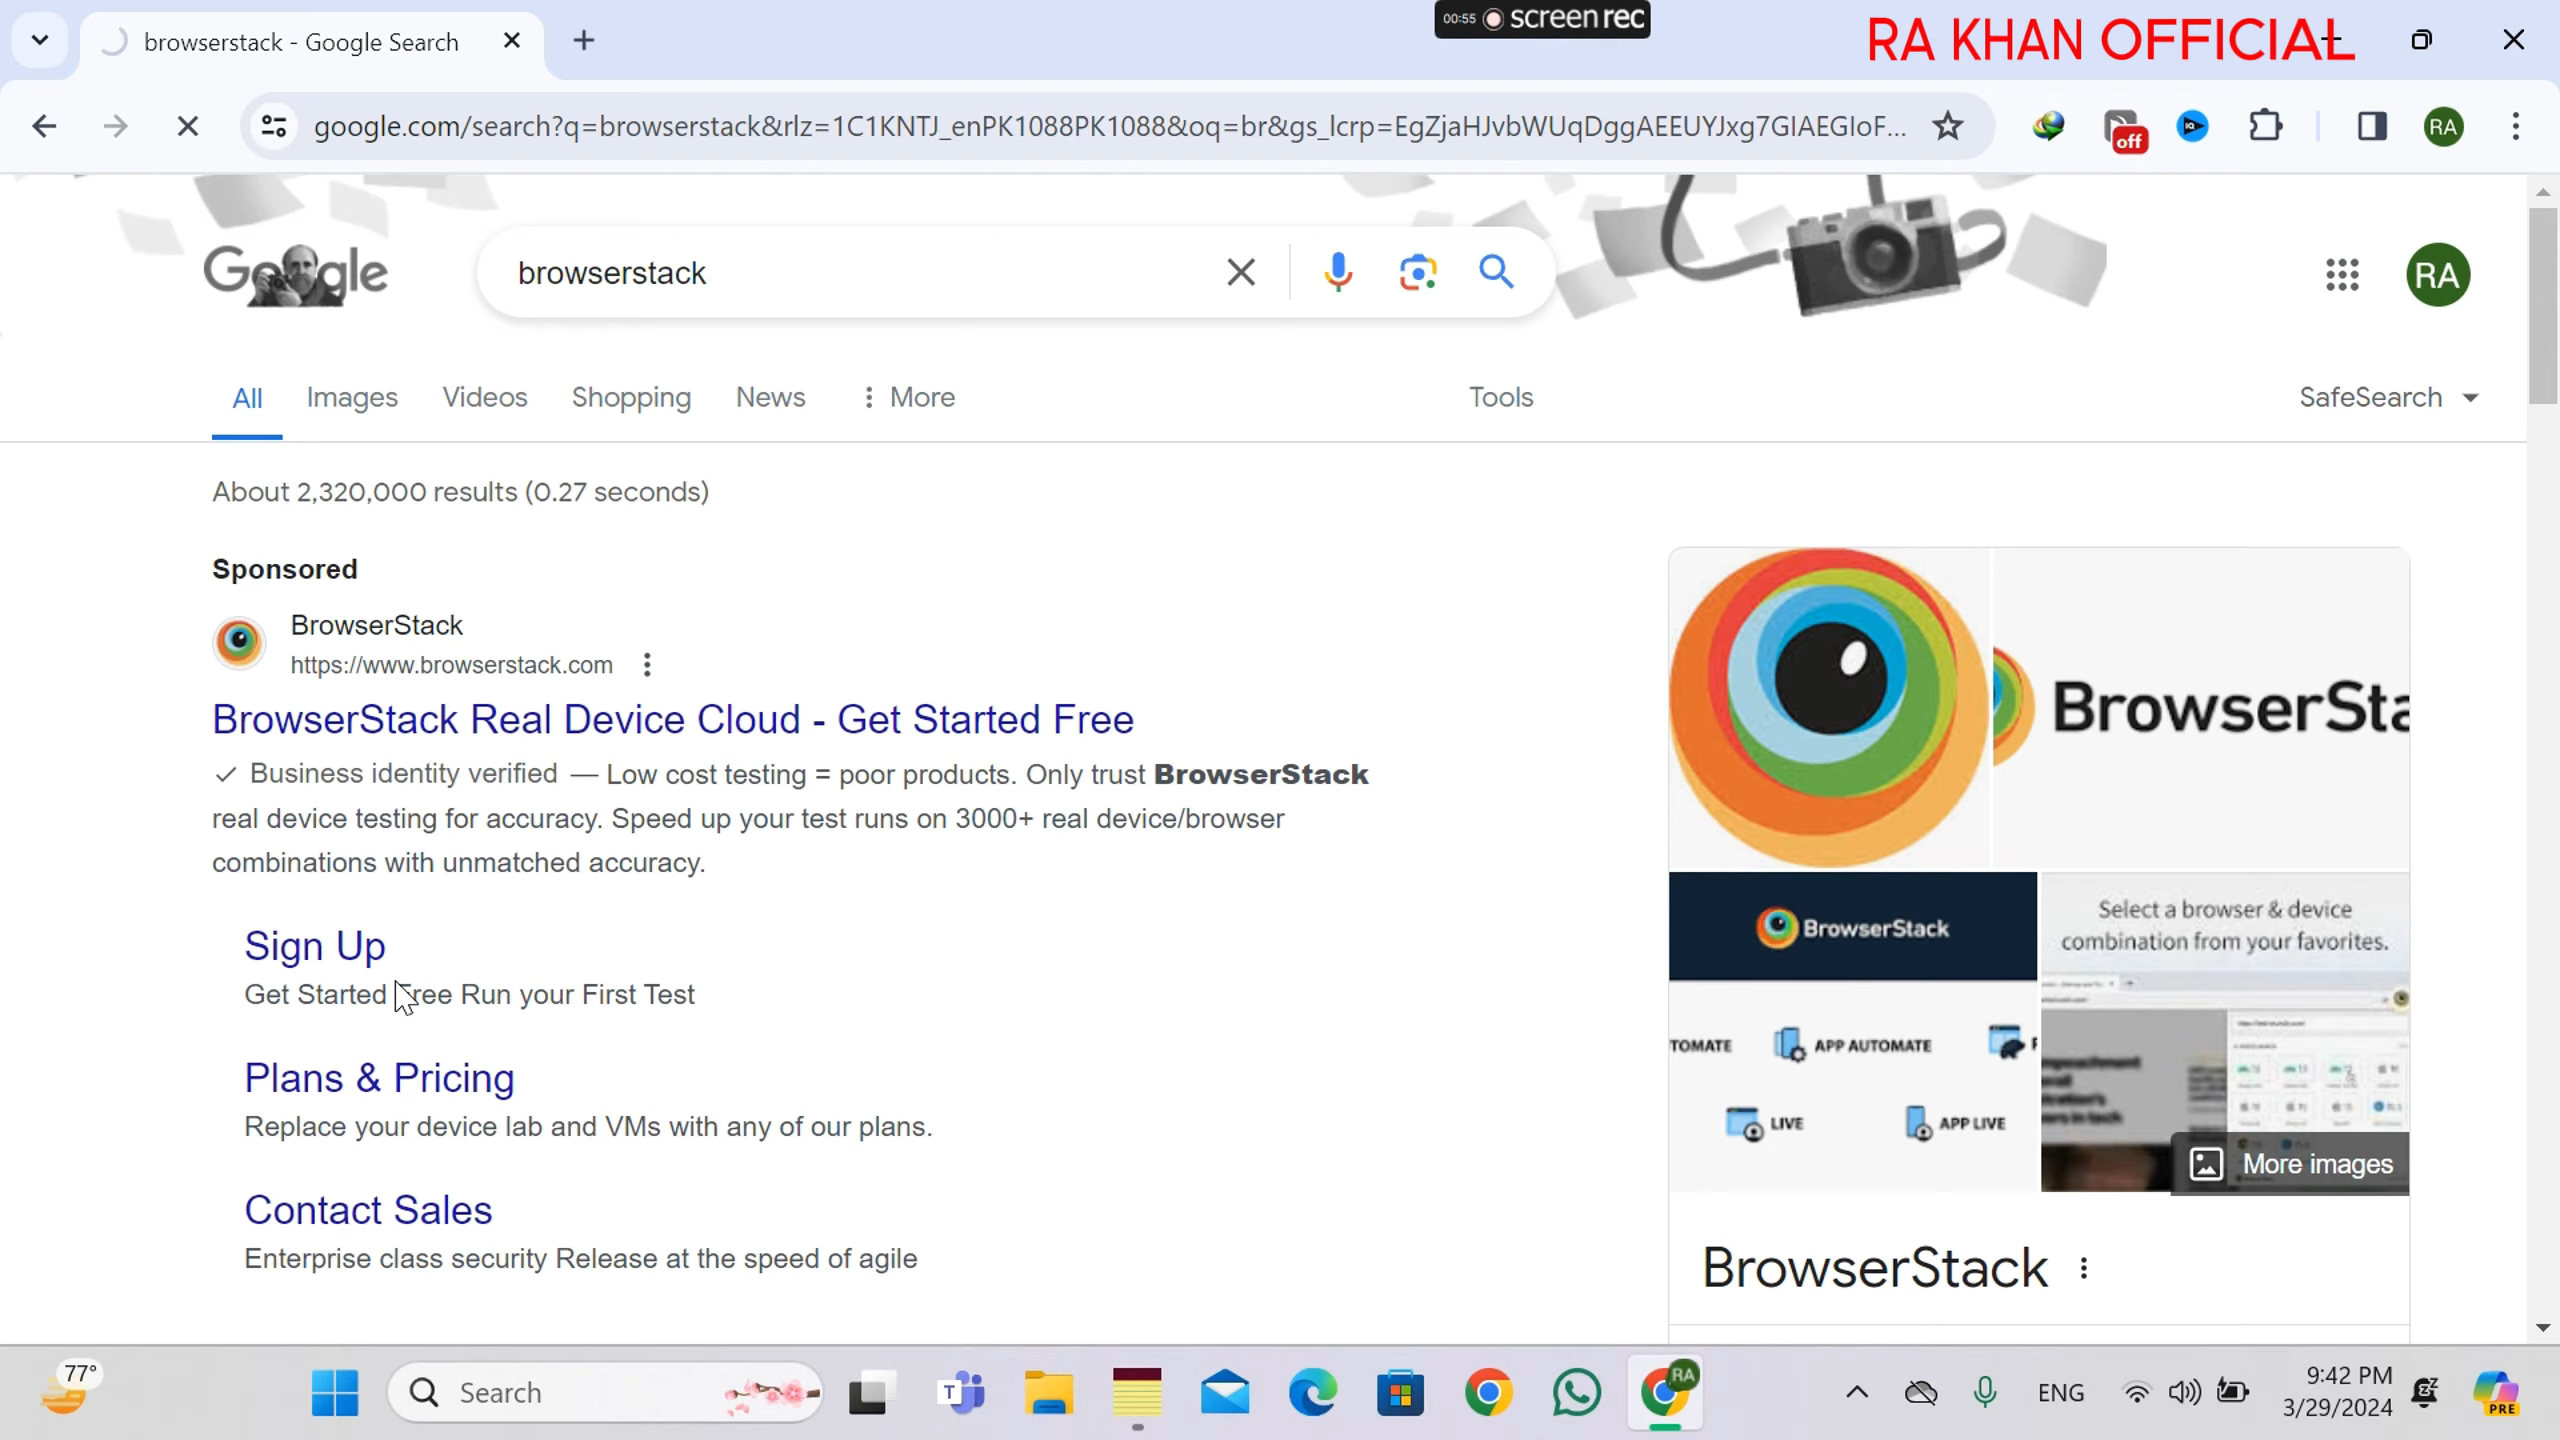 00:55 screen rec
RA KHAN OFFICIAL
browserstack - Google Search
google.com/search?q=browserstack&rlz=1C1KNTJ_enPK1088PK1088&oq=br&gs_lcrp=EgZjaHJvbWUqDggAEEUYJxg7GIAEGIoF...
off
RA
Google
browserstack
RA
All Images Videos Shopping News More Tools SafeSearch
About 2,320,000 results (0.27 seconds)
Sponsored
BrowserStack
https://www.browserstack.com
BrowserStack Real Device Cloud - Get Started Free
Business identity verified — Low cost testing = poor products. Only trust BrowserStack
real device testing for accuracy. Speed up your test runs on 3000+ real device/browser
combinations with unmatched accuracy.
Sign Up
Get Started Free Run your First Test
Plans & Pricing
Replace your device lab and VMs with any of our plans.
Contact Sales
Enterprise class security Release at the speed of agile
BrowserSta
BrowserStack
TOMATE APP AUTOMATE
LIVE APP LIVE
Select a browser & device
combination from your favorites.
More images
BrowserStack
77°
Search
T
RA
ENG
9:42 PM
3/29/2024
PRE